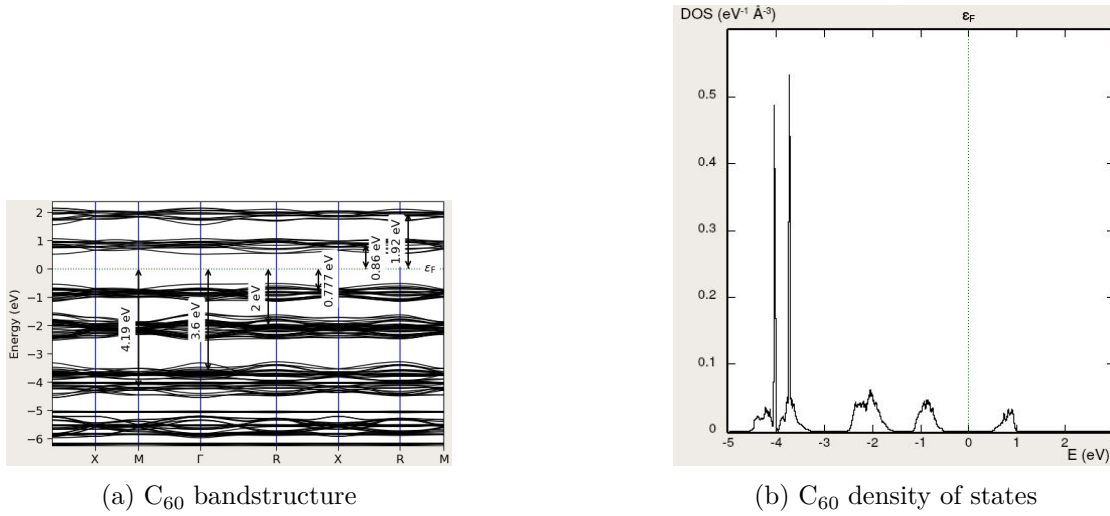 2
1
0
−1
−2
−3
−4
−5
−6
Energy (eV)
4.19 eV
3.6 eV
2 eV
0.777 eV
0.86 eV
1.92 eV
εF
X M Γ R X R M
(a) C60 bandstructure
DOS (eV-1 Å-3)
εF
0.5
0.4
0.3
0.2
0.1
0
-5 -4 -3 -2 -1 0 1 2
E (eV)
(b) C60 density of states